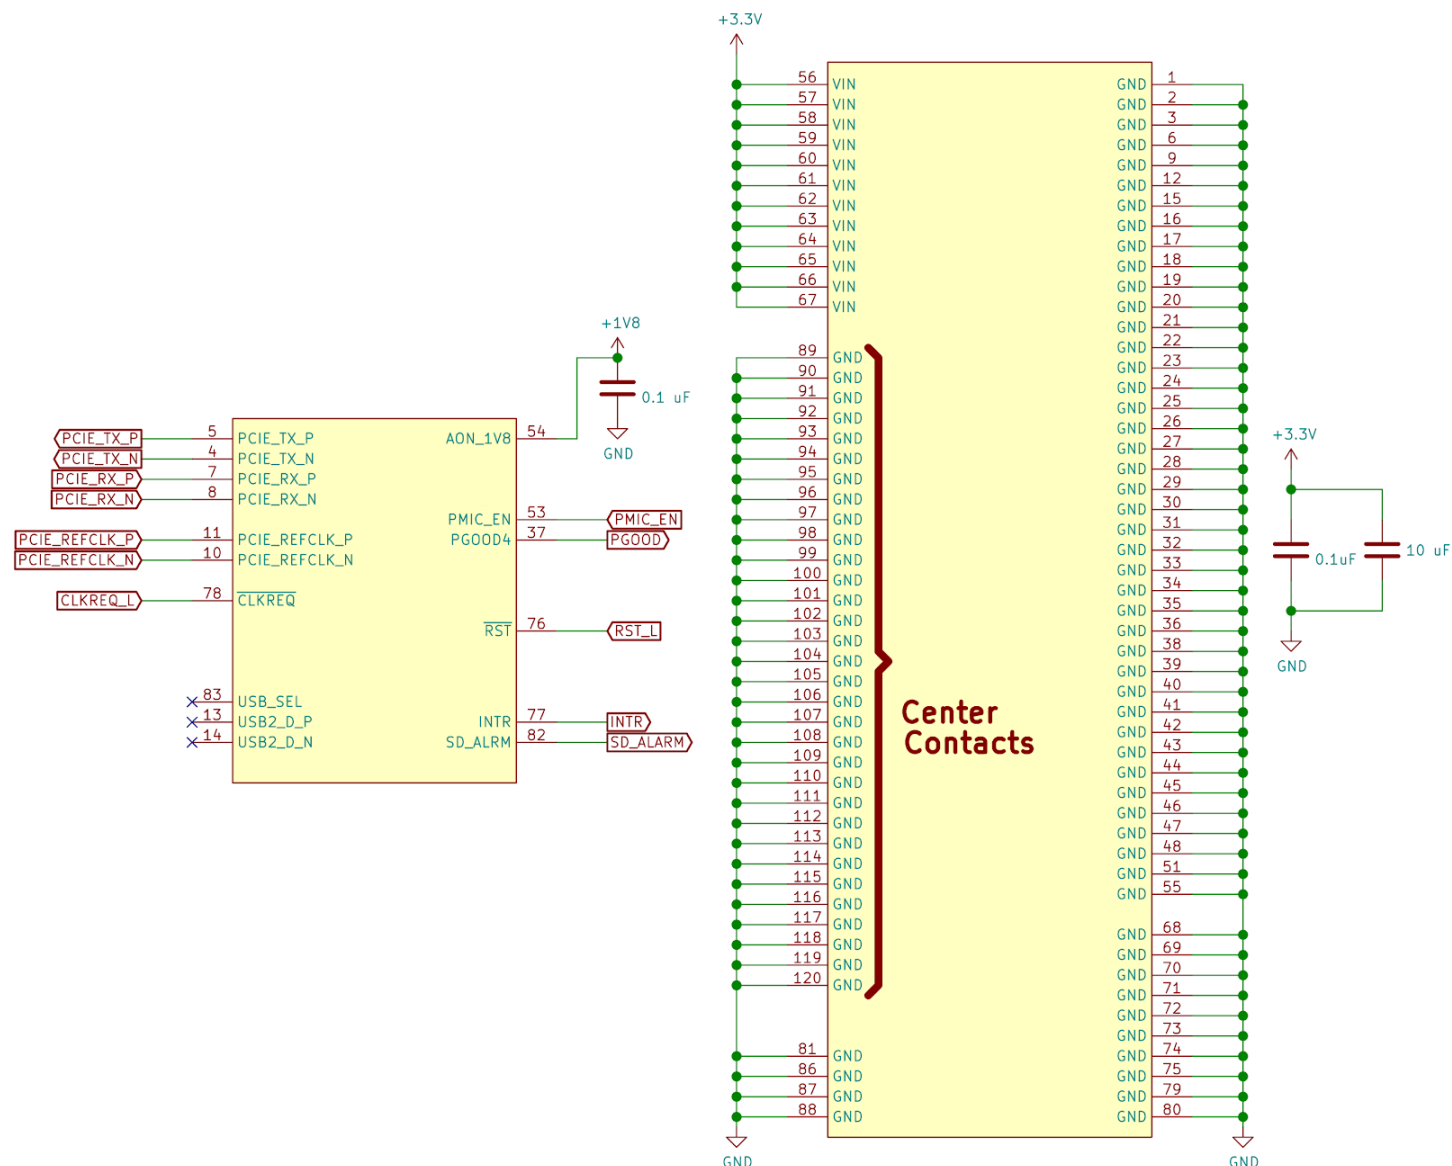 +1V8
0.1 uF
GND
PCIE_TX_P 5 PCIE_TX_P
PCIE_TX_N 4 PCIE_TX_N
PCIE_RX_P 7 PCIE_RX_P
PCIE_RX_N 8 PCIE_RX_N
PCIE_REFCLK_P 11 PCIE_REFCLK_P
PCIE_REFCLK_N 10 PCIE_REFCLK_N
CLKREQ_L 78 CLKREQ
83 USB_SEL
13 USB2_D_P
14 USB2_D_N
AON_1V8 54
PMIC_EN 53 PMIC_EN
PGOOD4 37 PGOOD
RST 76 RST_L
INTR 77 INTR
SD_ALRM 82 SD_ALARM
+3.3V
56 VIN
57 VIN
58 VIN
59 VIN
60 VIN
61 VIN
62 VIN
63 VIN
64 VIN
65 VIN
66 VIN
67 VIN
89 GND
90 GND
91 GND
92 GND
93 GND
94 GND
95 GND
96 GND
97 GND
98 GND
99 GND
100 GND
101 GND
102 GND
103 GND
104 GND
105 GND
106 GND
107 GND
108 GND
109 GND
110 GND
111 GND
112 GND
113 GND
114 GND
115 GND
116 GND
117 GND
118 GND
119 GND
120 GND
81 GND
86 GND
87 GND
88 GND
GND
Center
Contacts
GND 1
GND 2
GND 3
GND 6
GND 9
GND 12
GND 15
GND 16
GND 17
GND 18
GND 19
GND 20
GND 21
GND 22
GND 23
GND 24
GND 25
GND 26
GND 27
GND 28
GND 29
GND 30
GND 31
GND 32
GND 33
GND 34
GND 35
GND 36
GND 38
GND 39
GND 40
GND 41
GND 42
GND 43
GND 44
GND 45
GND 46
GND 47
GND 48
GND 51
GND 55
GND 68
GND 69
GND 70
GND 71
GND 72
GND 73
GND 74
GND 75
GND 79
GND 80
GND
+3.3V
0.1uF
10 uF
GND